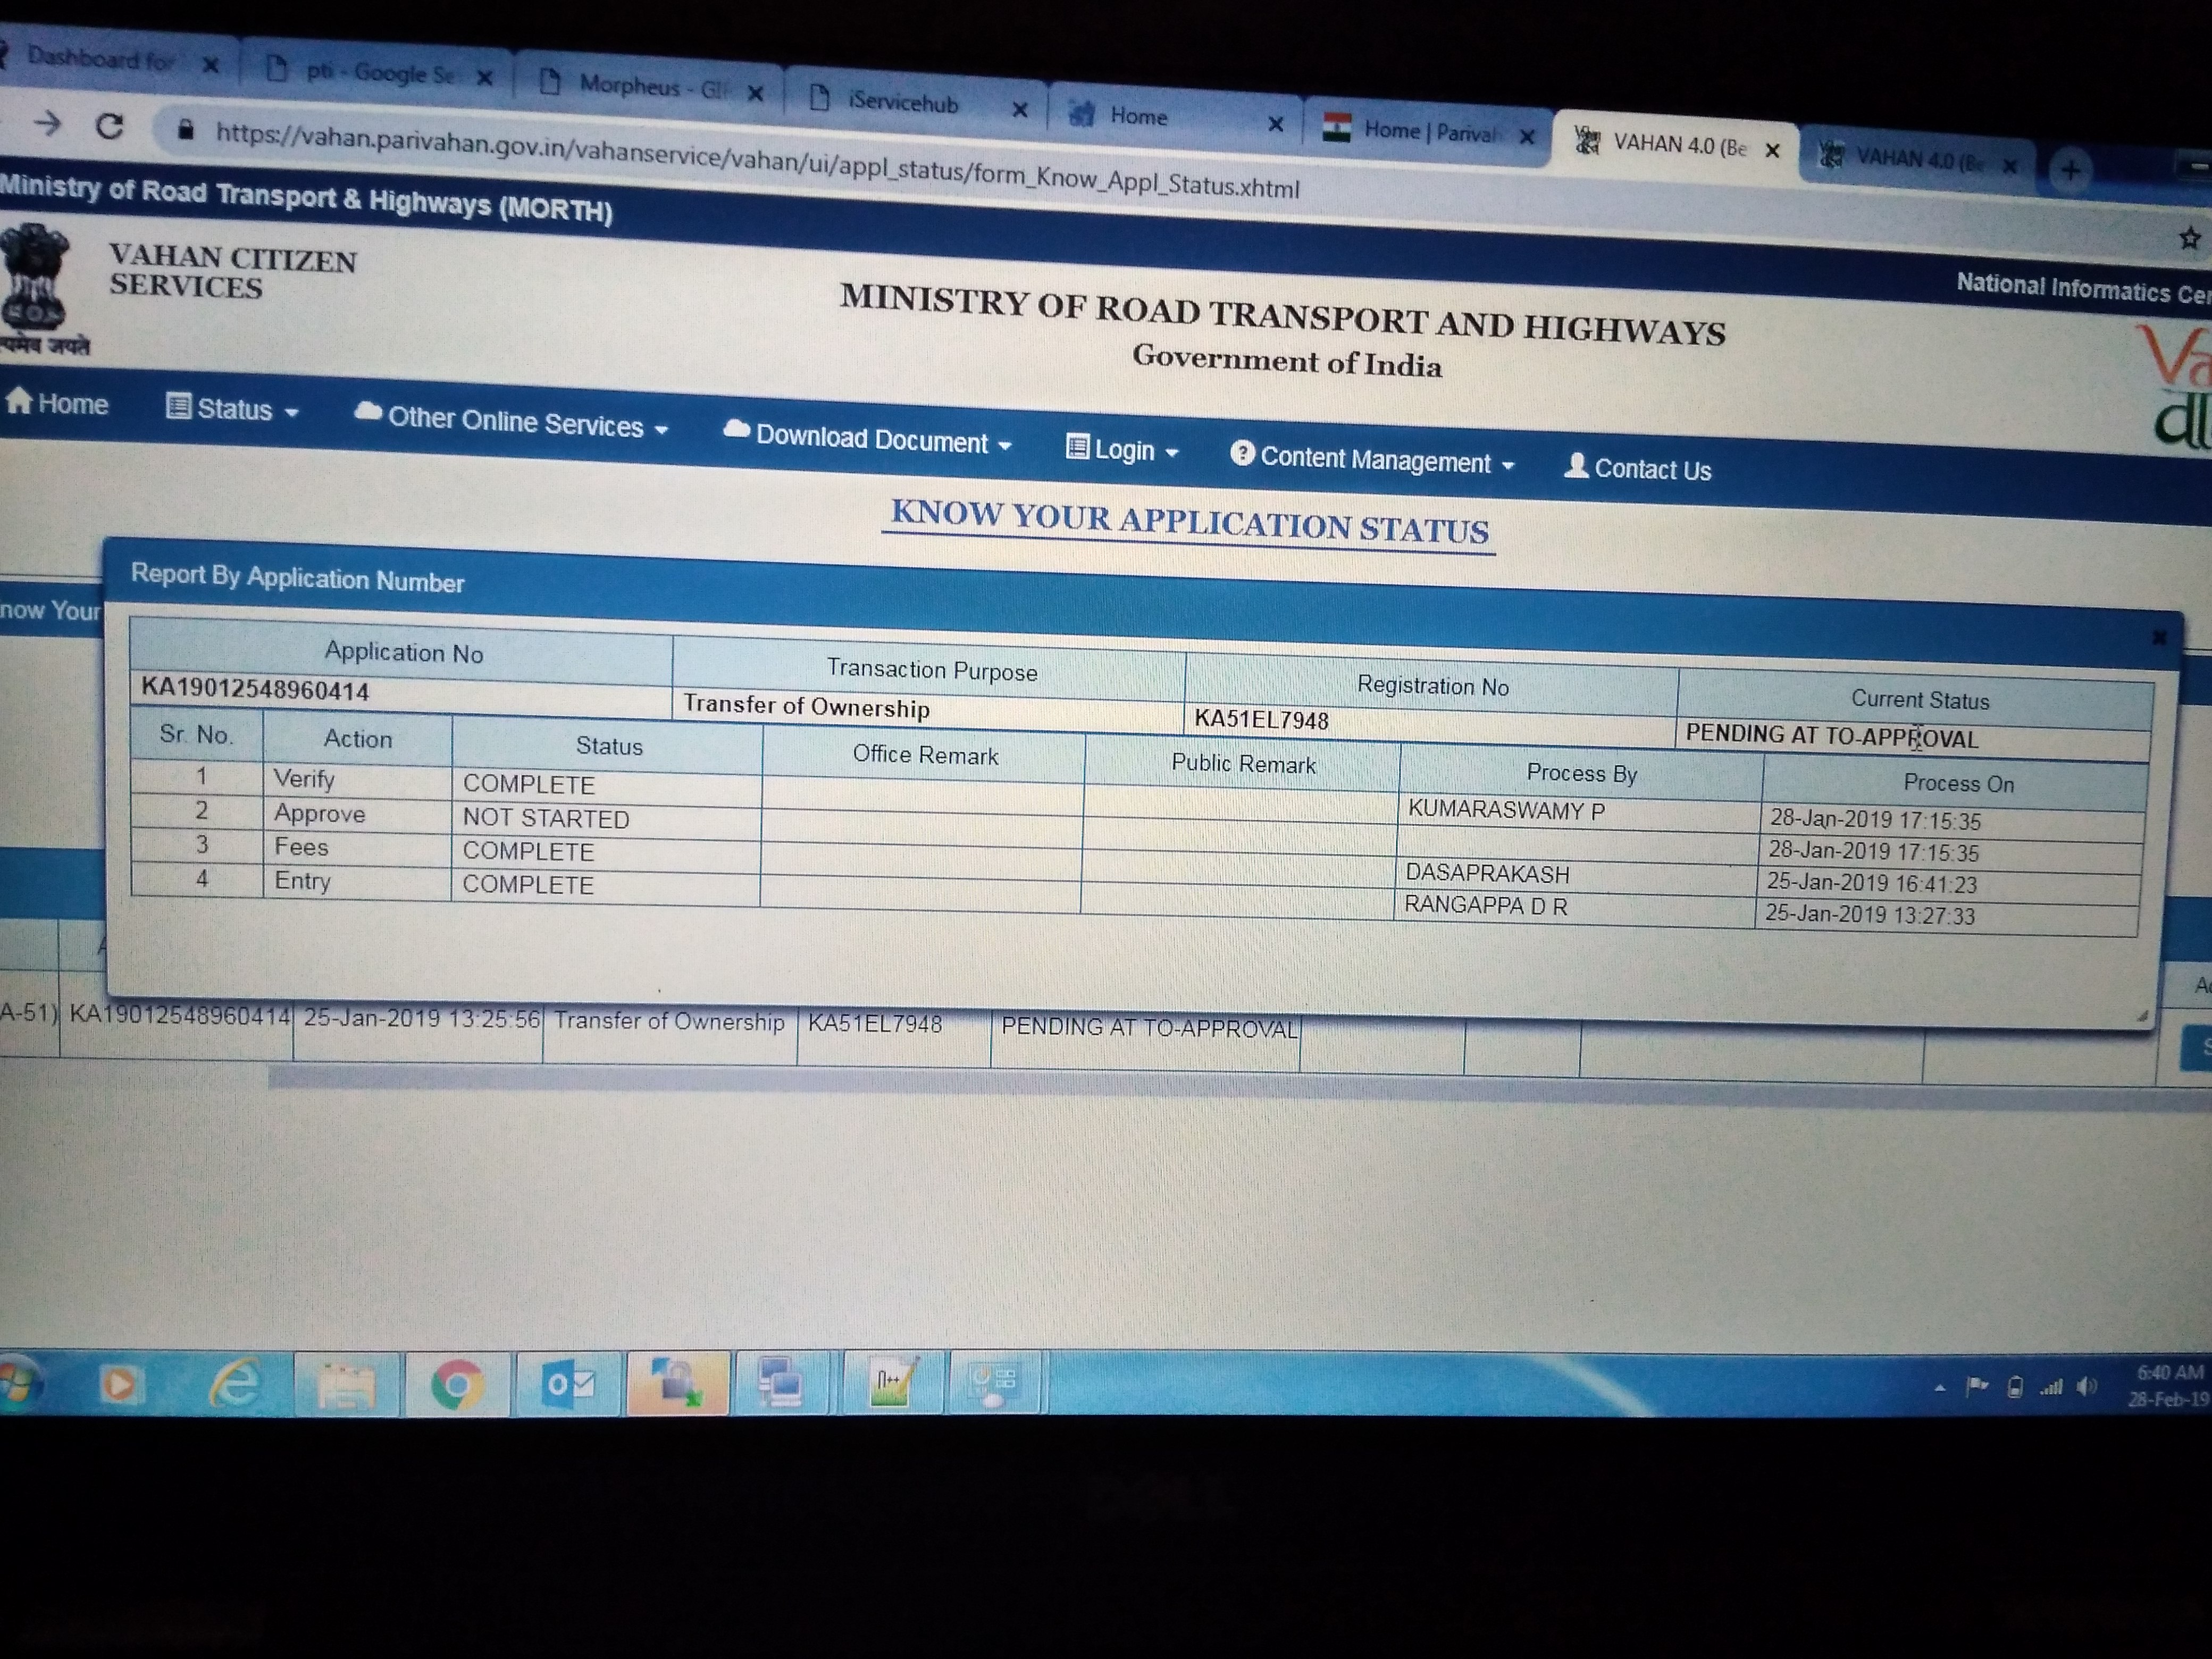 Dashboard for
pti - Google Se
Morpheus - Gli
iServicehub
Home
Home | Parivah
VAHAN 4.0 (Be
VAHAN 4.0 (Be
https://vahan.parivahan.gov.in/vahanservice/vahan/ui/appl_status/form_Know_Appl_Status.xhtml
Ministry of Road Transport & Highways (MORTH)
National Informatics Cen
VAHAN CITIZEN
SERVICES
त्यमेव जयते
MINISTRY OF ROAD TRANSPORT AND HIGHWAYS
Government of India
Va
Home Status Other Online Services Download Document Login Content Management Contact Us
KNOW YOUR APPLICATION STATUS
now Your
Report By Application Number
Application No Transaction Purpose Registration No Current Status
KA19012548960414 Transfer of Ownership KA51EL7948 PENDING AT TO-APPROVAL
Sr. No. Action Status Office Remark Public Remark Process By Process On
1 Verify COMPLETE KUMARASWAMY P 28-Jan-2019 17:15:35
2 Approve NOT STARTED 28-Jan-2019 17:15:35
3 Fees COMPLETE DASAPRAKASH 25-Jan-2019 16:41:23
4 Entry COMPLETE RANGAPPA D R 25-Jan-2019 13:27:33
A-51) KA19012548960414 25-Jan-2019 13:25:56 Transfer of Ownership KA51EL7948 PENDING AT TO-APPROVAL
6:40 AM
28-Feb-19